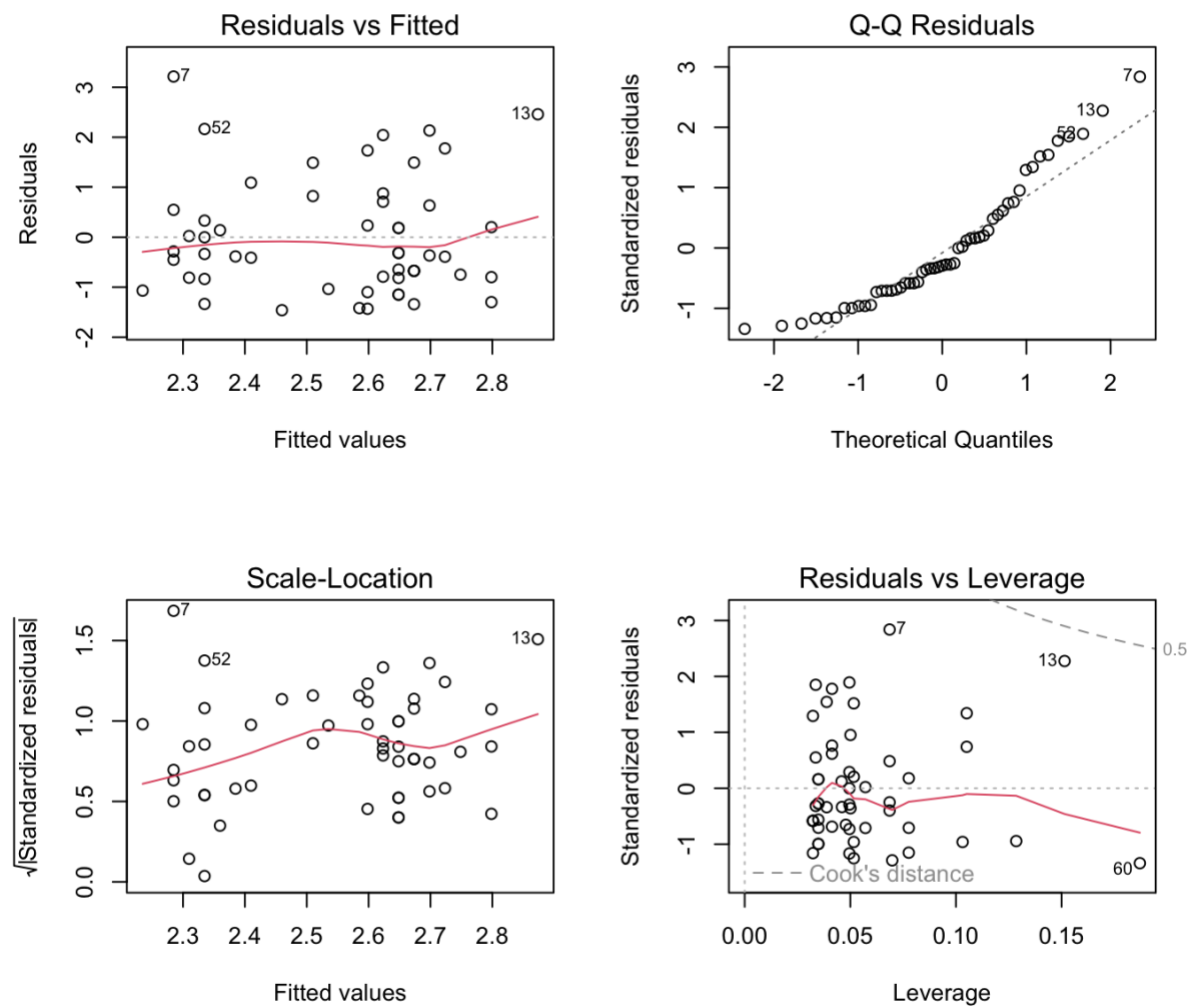 Residuals vs Fitted
Residuals
3
2
1
0
-1
-2
7
52
13
2.3 2.4 2.5 2.6 2.7 2.8
Fitted values
Q-Q Residuals
Standardized residuals
3
2
1
0
-1
7
13
52
-2 -1 0 1 2
Theoretical Quantiles
Scale-Location
√|Standardized residuals|
1.5
1.0
0.5
0.0
7
52
13
2.3 2.4 2.5 2.6 2.7 2.8
Fitted values
Residuals vs Leverage
Standardized residuals
3
2
1
0
-1
7
13
0.5
60
Cook's distance
0.00 0.05 0.10 0.15
Leverage